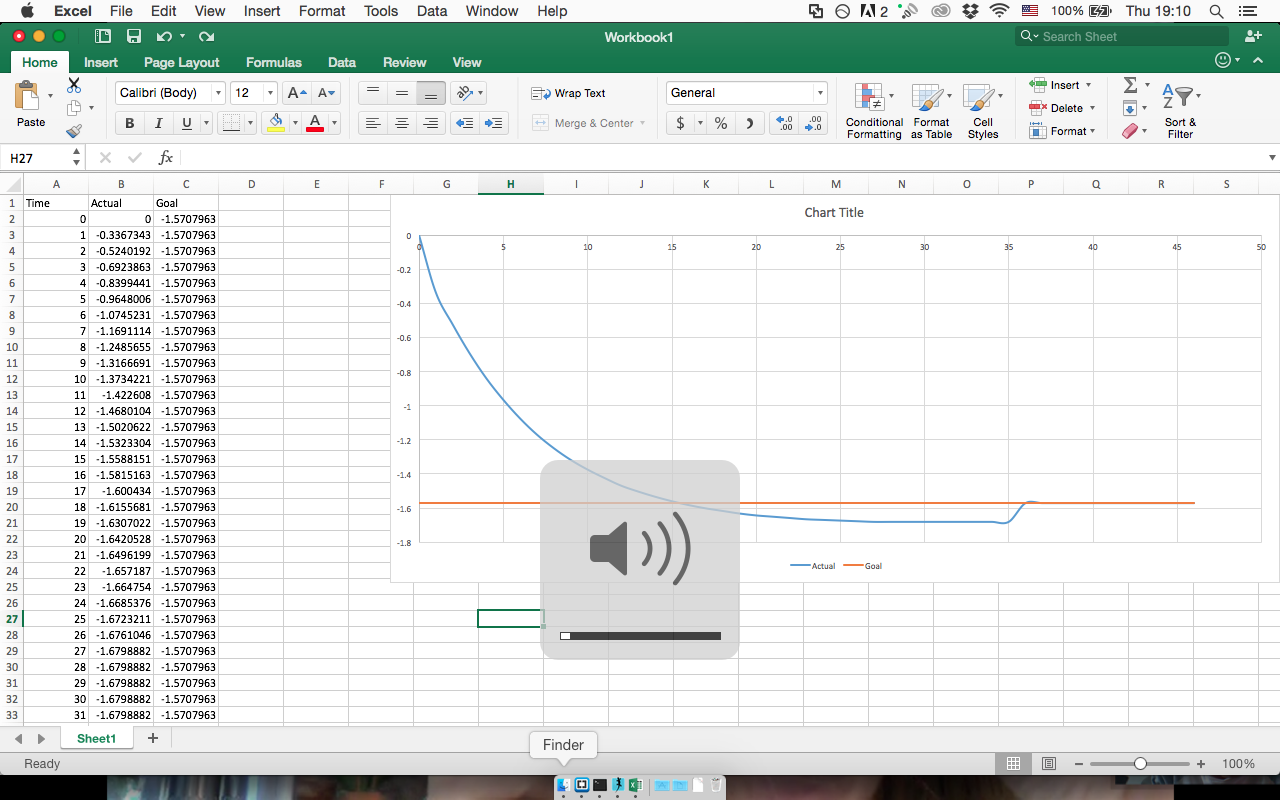 Excel File Edit View Insert Format Tools Data Window Help 2 100% Thu 19:10
Workbook1
Search Sheet
Home Insert Page Layout Formulas Data Review View
Paste
Calibri (Body) 12 A A
B I U A
Wrap Text
Merge & Center
General
$ % .00 .0 .00 .0
Conditional Formatting
Format as Table
Cell Styles
Insert
Delete
Format
Σ
A Z
Sort & Filter
H27 fx
A B C D E F G H I J K L M N O P Q R S
1 Time Actual Goal
2 0 0 -1.5707963
3 1 -0.3367343 -1.5707963
4 2 -0.5240192 -1.5707963
5 3 -0.6923863 -1.5707963
6 4 -0.8399441 -1.5707963
7 5 -0.9648006 -1.5707963
8 6 -1.0745231 -1.5707963
9 7 -1.1691114 -1.5707963
10 8 -1.2485655 -1.5707963
11 9 -1.3166691 -1.5707963
12 10 -1.3734221 -1.5707963
13 11 -1.422608 -1.5707963
14 12 -1.4680104 -1.5707963
15 13 -1.5020622 -1.5707963
16 14 -1.5323304 -1.5707963
17 15 -1.5588151 -1.5707963
18 16 -1.5815163 -1.5707963
19 17 -1.600434 -1.5707963
20 18 -1.6155681 -1.5707963
21 19 -1.6307022 -1.5707963
22 20 -1.6420528 -1.5707963
23 21 -1.6496199 -1.5707963
24 22 -1.657187 -1.5707963
25 23 -1.664754 -1.5707963
26 24 -1.6685376 -1.5707963
27 25 -1.6723211 -1.5707963
28 26 -1.6761046 -1.5707963
29 27 -1.6798882 -1.5707963
30 28 -1.6798882 -1.5707963
31 29 -1.6798882 -1.5707963
32 30 -1.6798882 -1.5707963
33 31 -1.6798882 -1.5707963
Chart Title
0 5 10 15 20 25 30 35 40 45 50
0
-0.2
-0.4
-0.6
-0.8
-1
-1.2
-1.4
-1.6
-1.8
Actual Goal
Sheet1 +
Finder
Ready
100%